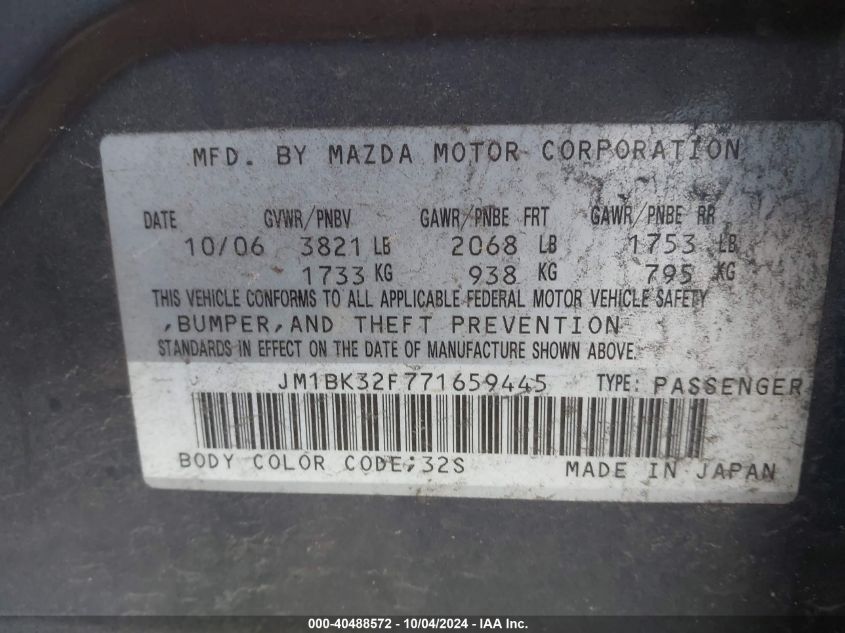 MFD. BY MAZDA MOTOR CORPORATION
DATE GVWR/PNBV GAWR/PNBE FRT GAWR/PNBE RR
10/06 3821 LB 2068 LB 1753 LB
1733 KG 938 KG 795 KG
THIS VEHICLE CONFORMS TO ALL APPLICABLE FEDERAL MOTOR VEHICLE SAFETY
,BUMPER,AND THEFT PREVENTION
STANDARDS IN EFFECT ON THE DATE OF MANUFACTURE SHOWN ABOVE.
JM1BK32F771659445 TYPE: PASSENGER
BODY COLOR CODE:32S MADE IN JAPAN
000-40488572 - 10/04/2024 - IAA Inc.